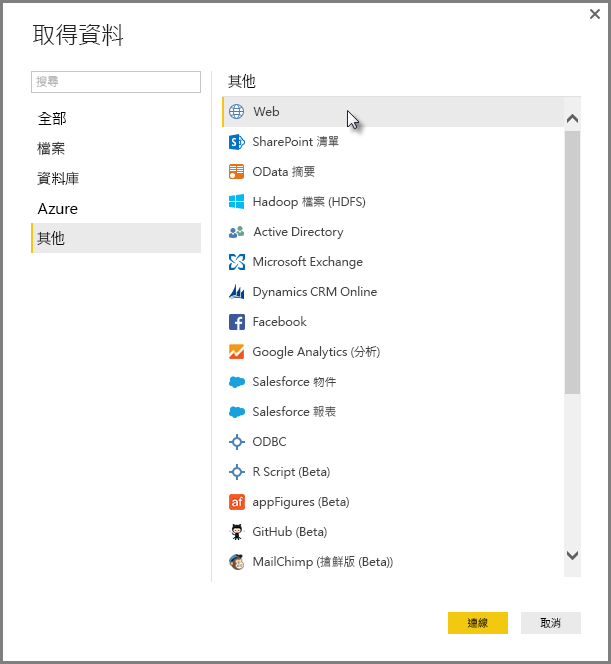 取得資料
搜尋
全部
檔案
資料庫
Azure
其他
其他
Web
SharePoint 清單
OData 摘要
Hadoop 檔案 (HDFS)
Active Directory
Microsoft Exchange
Dynamics CRM Online
Facebook
Google Analytics (分析)
Salesforce 物件
Salesforce 報表
ODBC
R Script (Beta)
appFigures (Beta)
GitHub (Beta)
MailChimp (搶鮮版 (Beta))
連線
取消